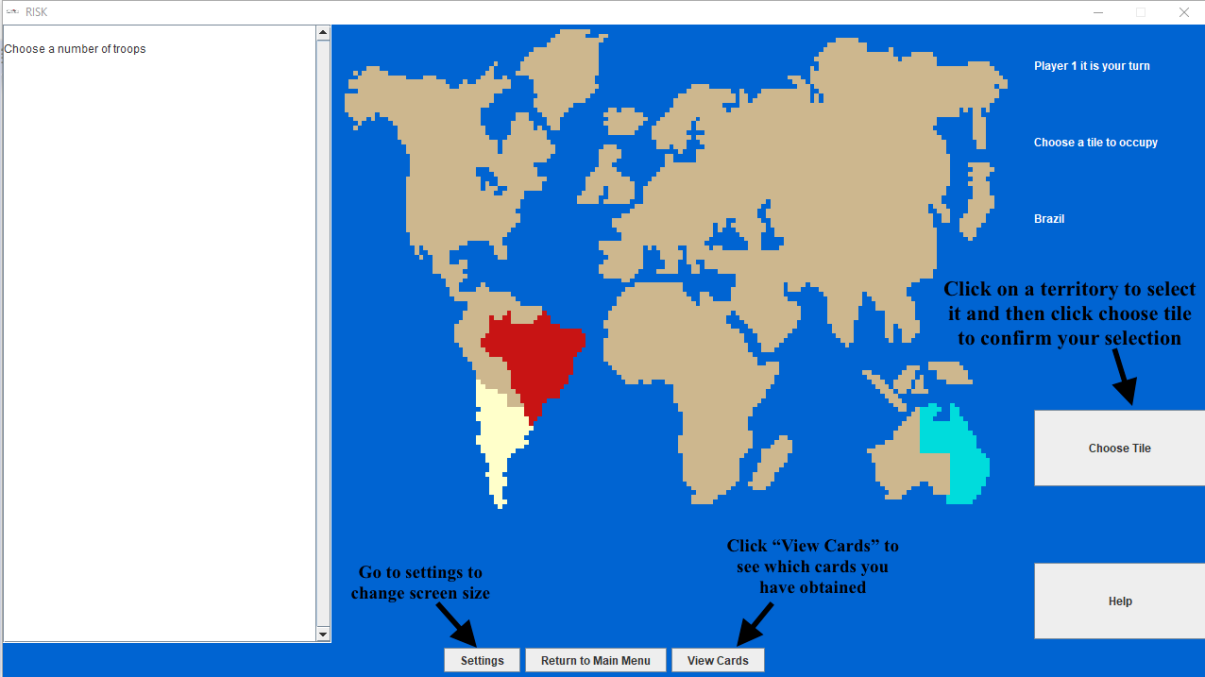 RISK
Choose a number of troops
Player 1 it is your turn
Choose a tile to occupy
Brazil
Click on a territory to select
it and then click choose tile
to confirm your selection
Choose Tile
Click “View Cards” to
see which cards you
have obtained
Go to settings to
change screen size
Help
Settings
Return to Main Menu
View Cards